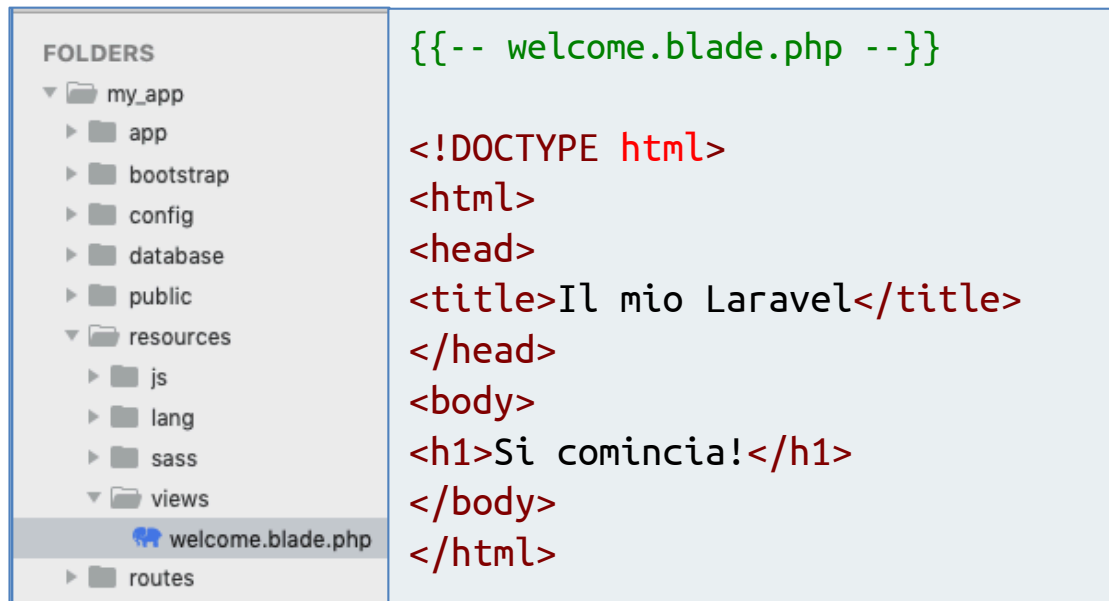 FOLDERS
my_app
app
bootstrap
config
database
public
resources
js
lang
sass
views
welcome.blade.php
routes
{{-- welcome.blade.php --}}
<!DOCTYPE html>
<html>
<head>
<title>Il mio Laravel</title>
</head>
<body>
<h1>Si comincia!</h1>
</body>
</html>